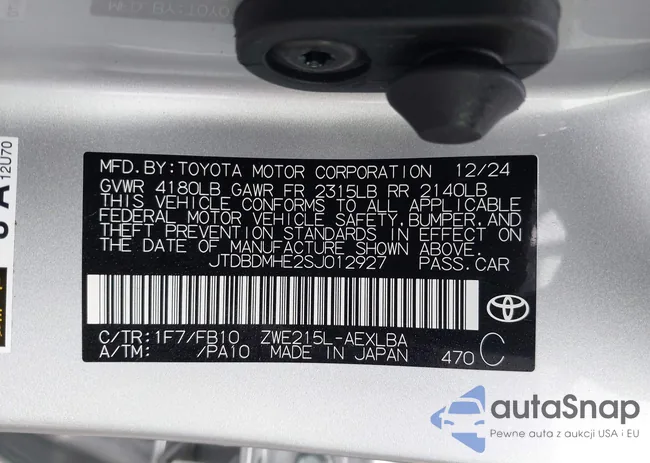 MFD.BY:TOYOTA MOTOR CORPORATION 12/24
GVWR 4180LB GAWR FR 2315LB RR 2140LB
THIS VEHICLE CONFORMS TO ALL APPLICABLE
FEDERAL MOTOR VEHICLE SAFETY, BUMPER, AND
THEFT PREVENTION STANDARDS IN EFFECT ON
THE DATE OF MANUFACTURE SHOWN ABOVE.
JTDBDMHE2SJ012927 PASS.CAR
C/TR:1F7/FB10 ZWE215L-AEXLBA
A/TM: /PA10 MADE IN JAPAN 470 C
12U70
autaSnap
Pewne auta z aukcji USA i EU